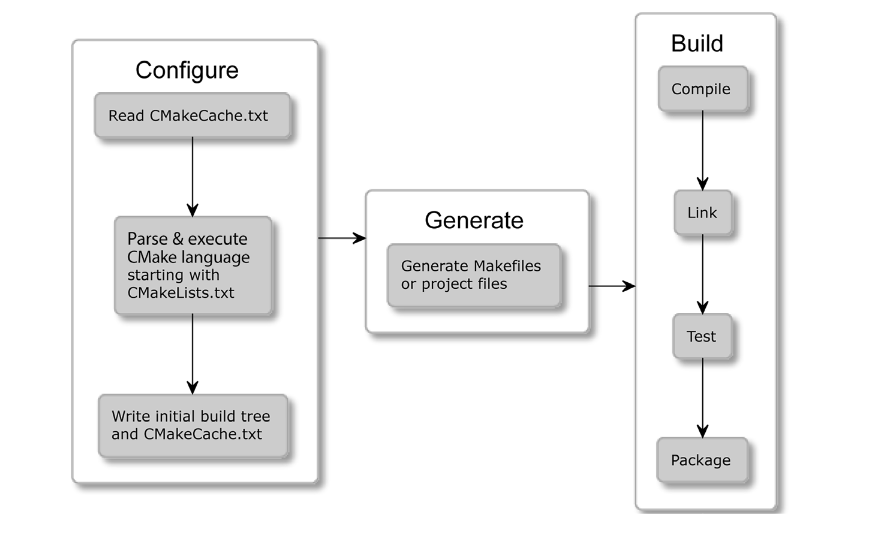 Configure
Read CMakeCache.txt
Parse & execute
CMake language
starting with
CMakeLists.txt
Write initial build tree
and CMakeCache.txt
Generate
Generate Makefiles
or project files
Build
Compile
Link
Test
Package